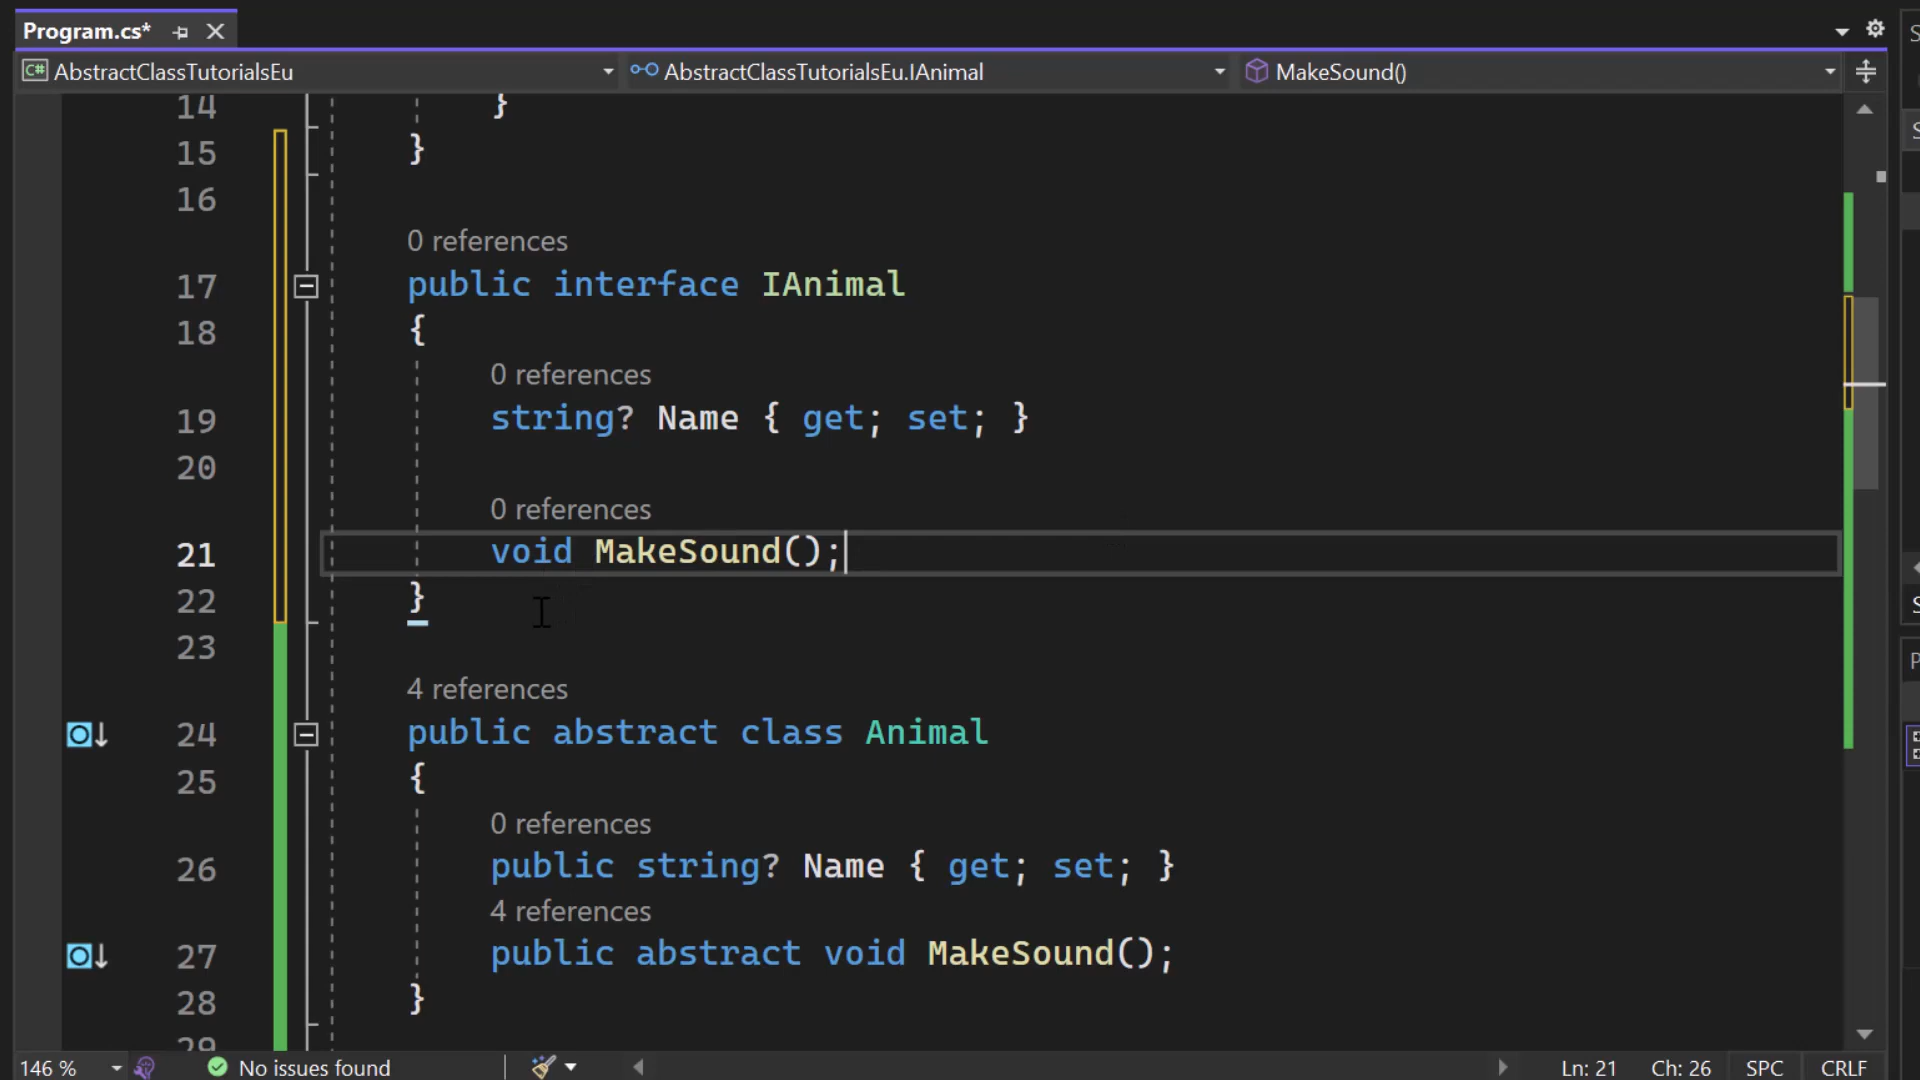 Program.cs*
AbstractClassTutorialsEu
AbstractClassTutorialsEu.IAnimal
MakeSound()
14 }
15 }
16
0 references
17 public interface IAnimal
18 {
0 references
19 string? Name { get; set; }
20
0 references
21 void MakeSound();
22 }
23
4 references
24 public abstract class Animal
25 {
0 references
26 public string? Name { get; set; }
4 references
27 public abstract void MakeSound();
28 }
29
146 %
No issues found
Ln: 21 Ch: 26 SPC CRLF